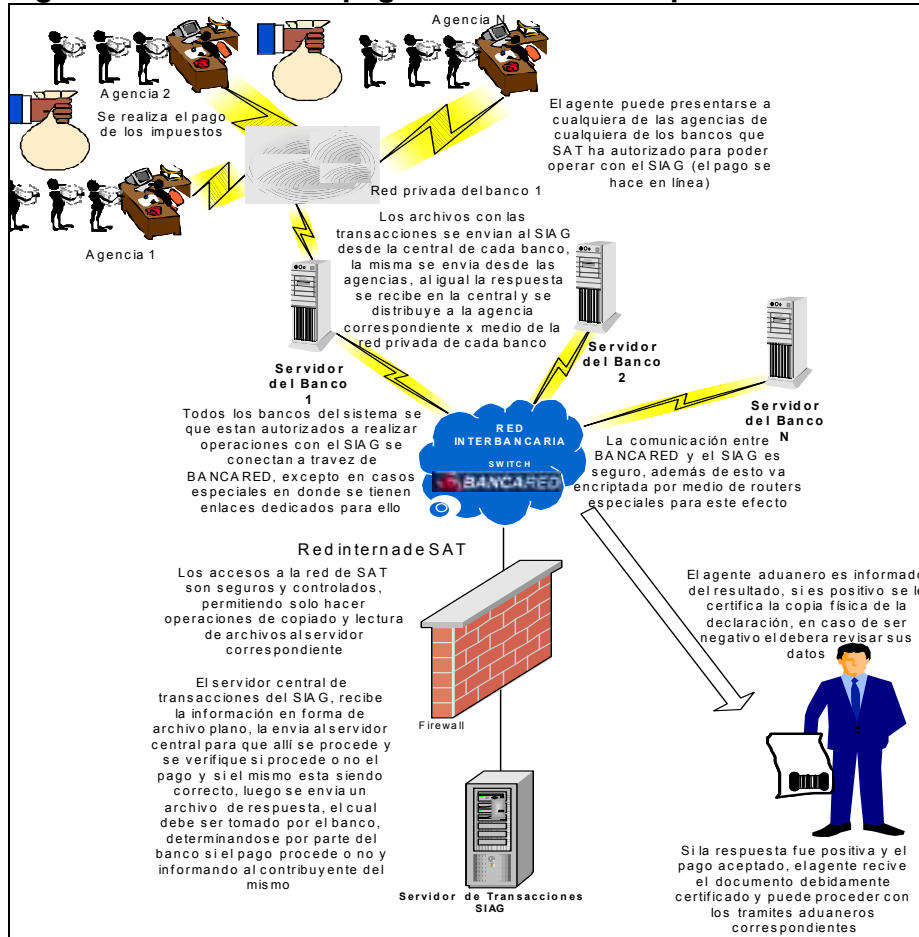 Agencia N
Agencia 2
Se realiza el pago
de los impuestos
El agente puede presentarse a
cualquiera de las agencias de
cualquiera de los bancos que
SAT ha autorizado para poder
operar con el SIAG (el pago se
hace en línea)
Red privada del banco 1
Agencia 1
Los archivos con las
transacciones se envian al SIAG
desde la central de cada banco,
la misma se envia desde las
agencias, al igual la respuesta
se recibe en la central y se
distribuye a la agencia
correspondiente x medio de la
red privada de cada banco
Servidor
del Banco
1
Servidor
del Banco
2
Servidor
del Banco
N
Todos los bancos del sistema se
que estan autorizados a realizar
operaciones con el SIAG se
conectan a travez de
BANCARED, excepto en casos
especiales en donde se tienen
enlaces dedicados para ello
RED
INTERBANCARIA
SWITCH
BANCARED
La comunicación entre
BANCARED y el SIAG es
seguro, además de esto va
encriptada por medio de routers
especiales para este efecto
Red interna de SAT
Los accesos a la red de SAT
son seguros y controlados,
permitiendo solo hacer
operaciones de copiado y lectura
de archivos al servidor
correspondiente
El agente aduanero es informado
del resultado, si es positivo se le
certifica la copia física de la
declaración, en caso de ser
negativo el debera revisar sus
datos
El servidor central de
transacciones del SIAG, recibe
la información en forma de
archivo plano, la envia al servidor
central para que allí se procede y
se verifique si procede o no el
pago y si el mismo esta siendo
correcto, luego se envia un
archivo de respuesta, el cual
debe ser tomado por el banco,
determinandose por parte del
banco si el pago procede o no y
informando al contribuyente del
mismo
Firewall
Servidor de Transacciones
SIAG
Si la respuesta fue positiva y el
pago aceptado, el agente recive
el documento debidamente
certificado y puede proceder con
los tramites aduaneros
correspondientes